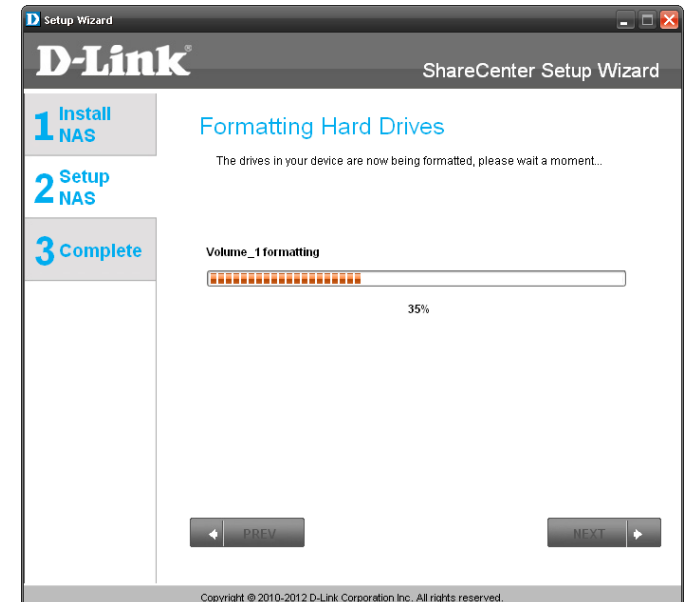 Setup Wizard
D-Link®
ShareCenter Setup Wizard
1 Install
NAS
2 Setup
NAS
3 Complete
Formatting Hard Drives
The drives in your device are now being formatted, please wait a moment...
Volume_1 formatting
35%
PREV
NEXT
Copyright © 2010-2012 D-Link Corporation Inc. All rights reserved.